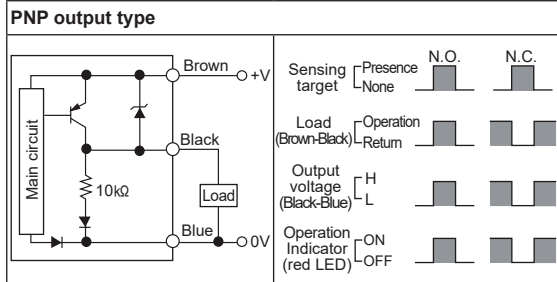 PNP output type
Main circuit
Brown
+V
Black
10kΩ
Load
Blue
0V
N.O.
N.C.
Sensing target
Presence
None
Load
(Brown-Black)
Operation
Return
Output voltage
(Black-Blue)
H
L
Operation Indicator
(red LED)
ON
OFF